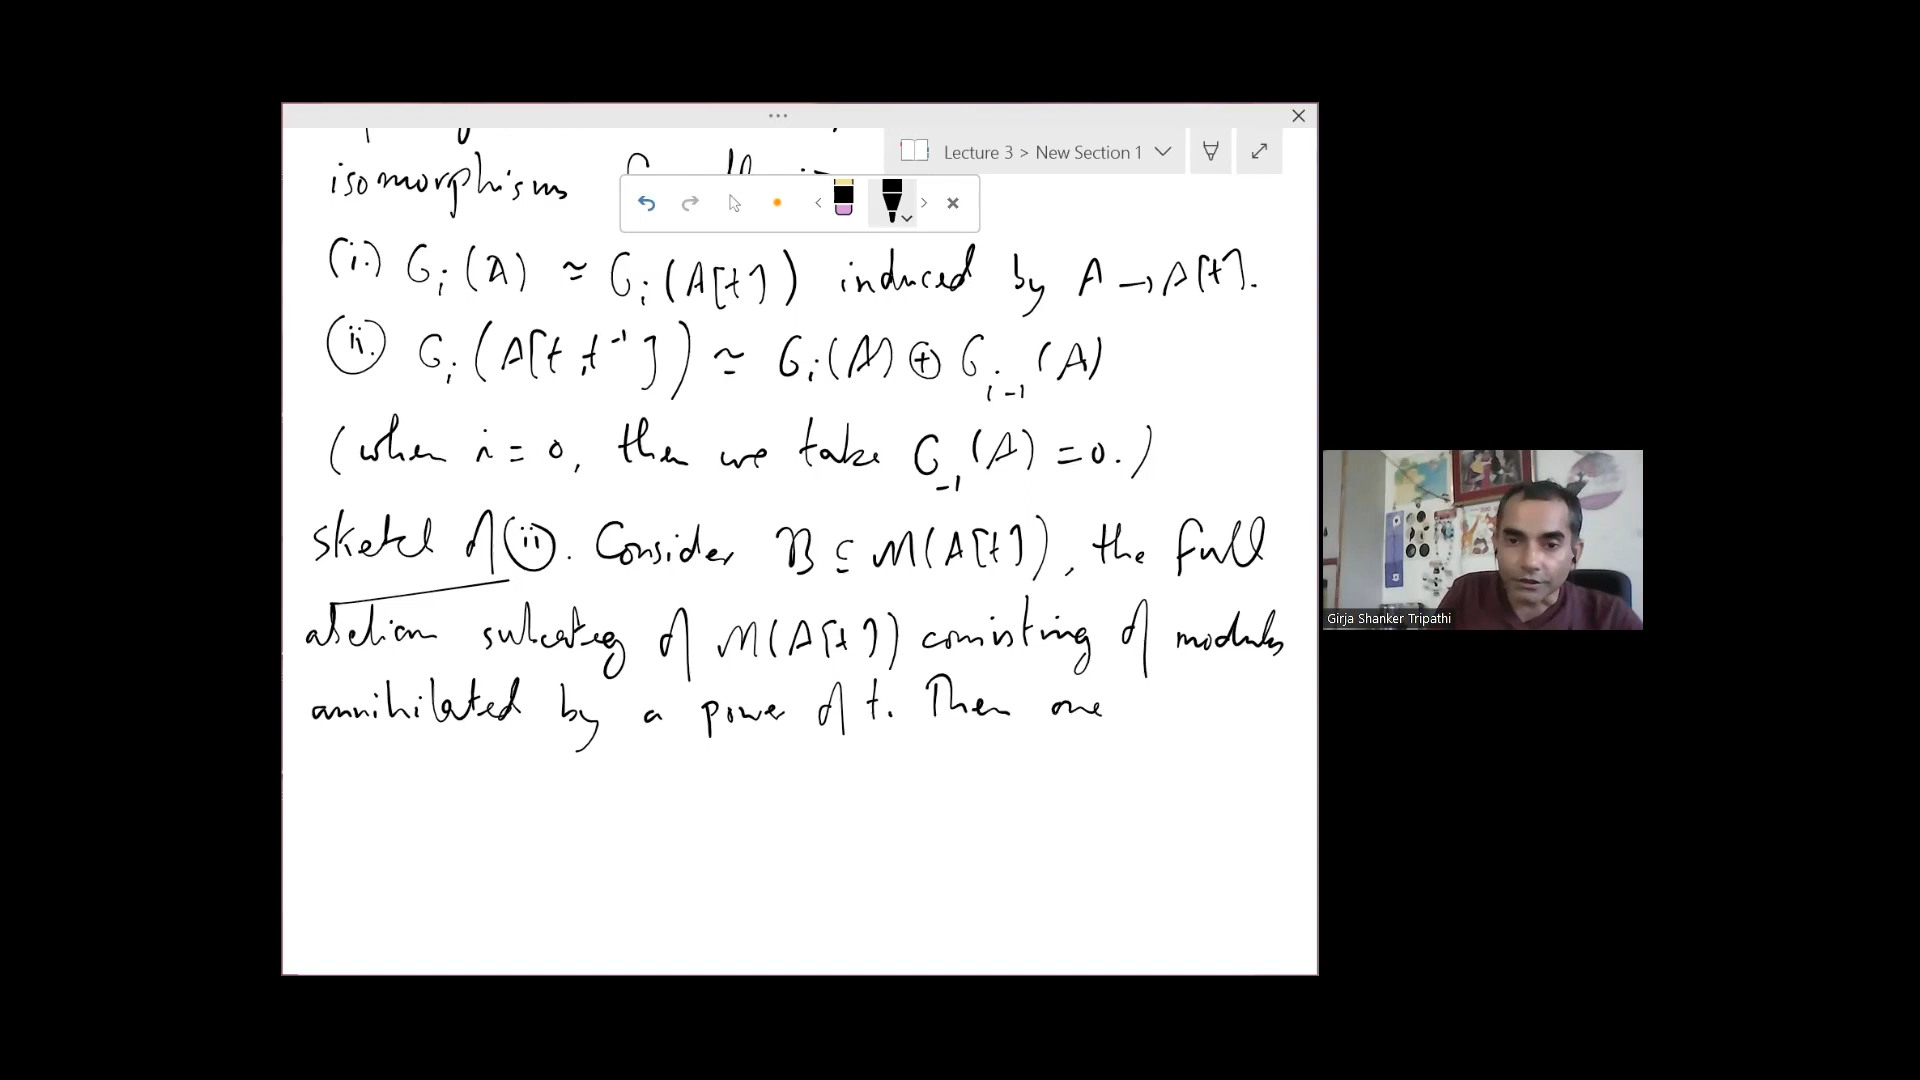 Lecture 3 > New Section 1
isomorphisms
(i.) G_i(A) ≃ G_i(A[t]) induced by A → A[t].
(ii.) G_i(A[t, t^-1]) ≃ G_i(A) ⊕ G_{i-1}(A)
(when i = 0, then we take G_{-1}(A) = 0.)
Sketch of (ii). Consider B ⊆ M(A[t]), the full
abelian subcateg of M(A[t]) consisting of modules
annihilated by a power of t. Then one
Girja Shanker Tripathi